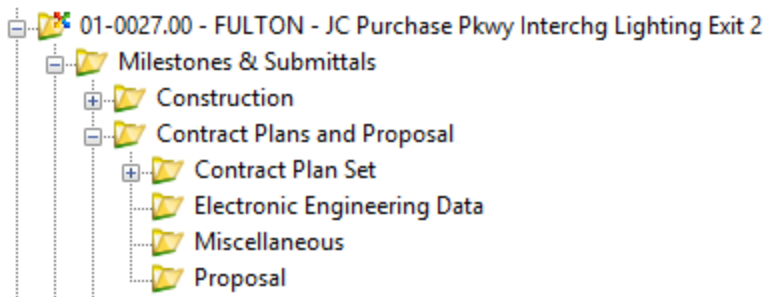 01-0027.00 - FULTON - JC Purchase Pkwy Interchg Lighting Exit 2
Milestones & Submittals
Construction
Contract Plans and Proposal
Contract Plan Set
Electronic Engineering Data
Miscellaneous
Proposal